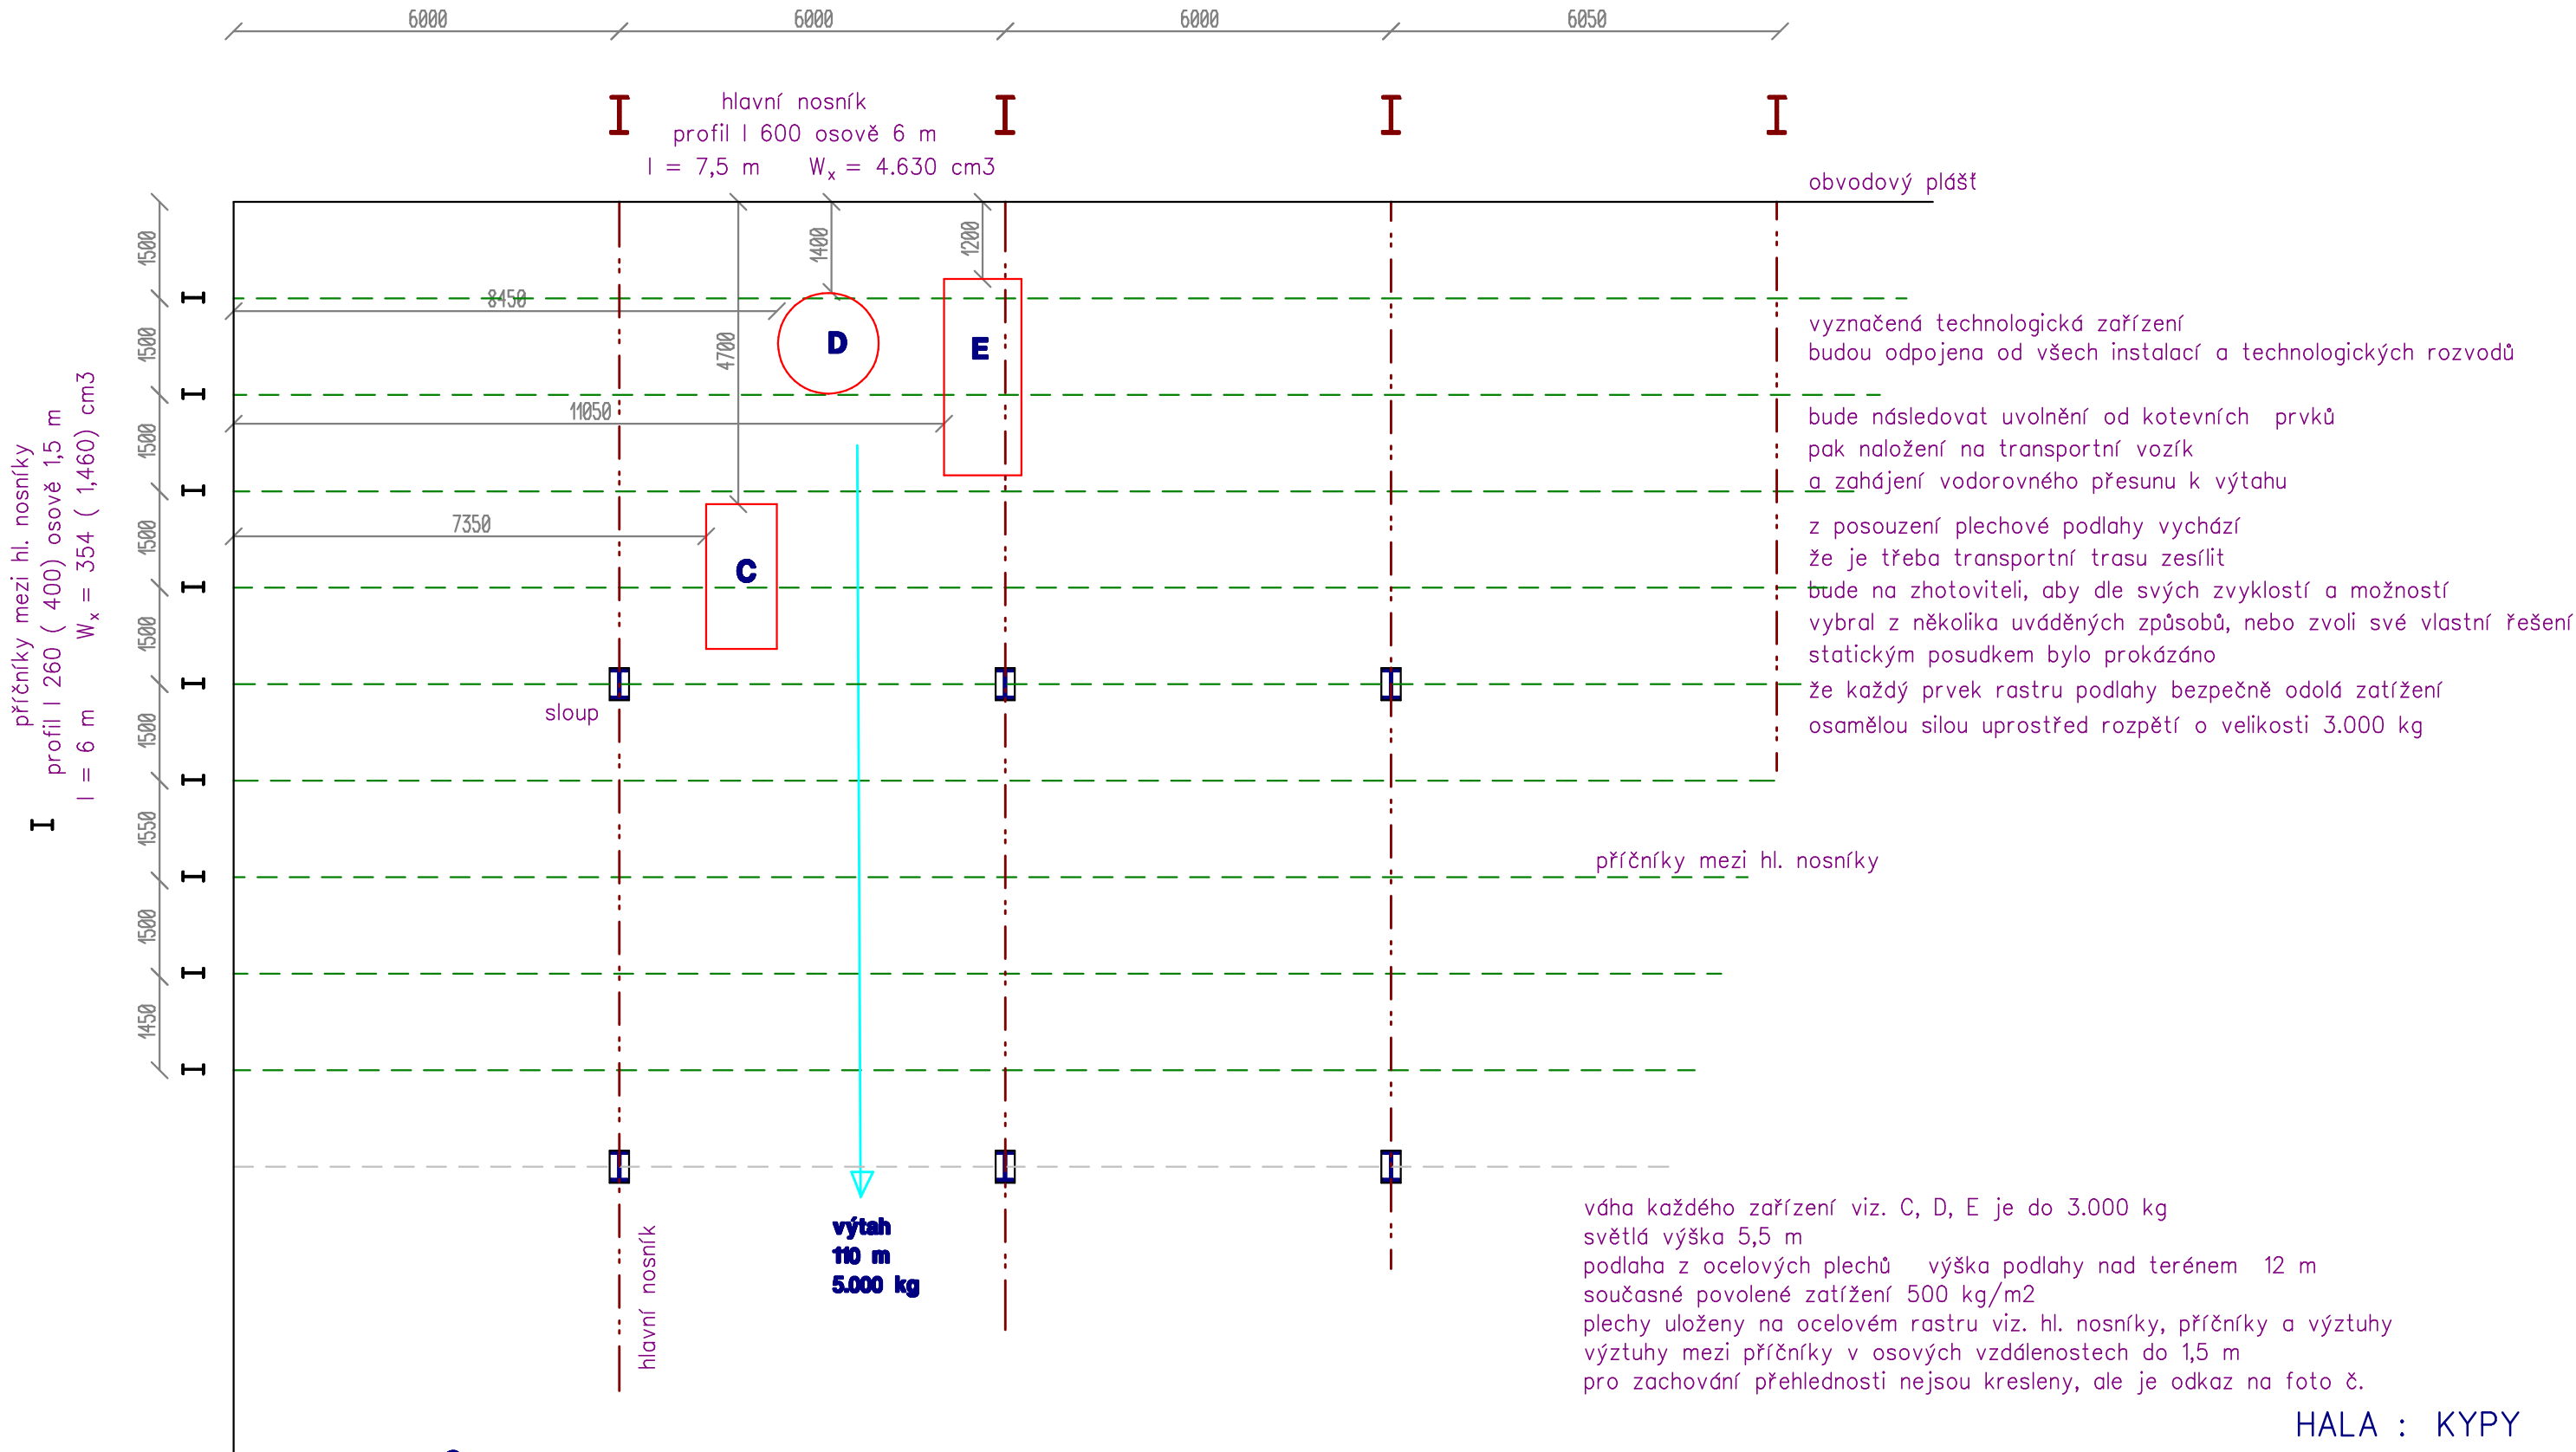 6000 6000 6000 6050
hlavní nosník
profil I 600 osově 6 m
l = 7,5 m Wx = 4.630 cm3
obvodový plášť
1500
1500
1500
1500
1500
1500
1550
1500
1450
příčníky mezi hl. nosníky
profil I 260 ( 400) osově 1,5 m
l = 6 m Wx = 354 ( 1,460) cm3
1400
1200
8450
4700
11050
7350
D
E
C
sloup
vyznačená technologická zařízení
budou odpojena od všech instalací a technologických rozvodů
bude následovat uvolnění od kotevních prvků
pak naložení na transportní vozík
a zahájení vodorovného přesunu k výtahu
z posouzení plechové podlahy vychází
že je třeba transportní trasu zesílit
bude na zhotoviteli, aby dle svých zvyklostí a možností
vybral z několika uváděných způsobů, nebo zvoli své vlastní řešení
statickým posudkem bylo prokázáno
že každý prvek rastru podlahy bezpečně odolá zatížení
osamělou silou uprostřed rozpětí o velikosti 3.000 kg
příčníky mezi hl. nosníky
hlavní nosník
výtah
110 m
5.000 kg
váha každého zařízení viz. C, D, E je do 3.000 kg
světlá výška 5,5 m
podlaha z ocelových plechů výška podlahy nad terénem 12 m
současné povolené zatížení 500 kg/m2
plechy uloženy na ocelovém rastru viz. hl. nosníky, příčníky a výztuhy
výztuhy mezi příčníky v osových vzdálenostech do 1,5 m
pro zachování přehlednosti nejsou kresleny, ale je odkaz na foto č.
HALA : KYPY